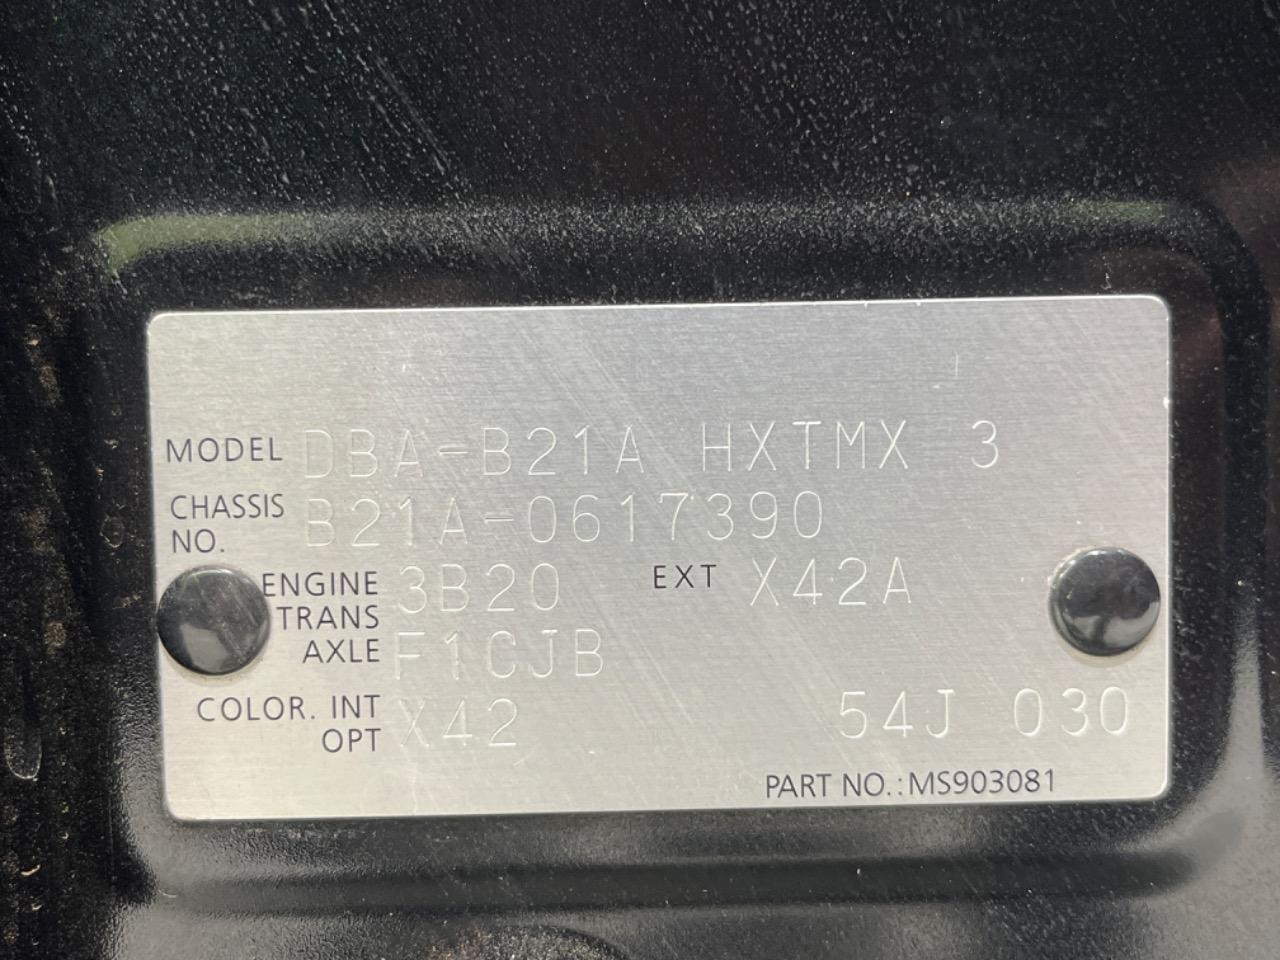 MODEL DBA-B21A HXTMX 3
CHASSIS NO. B21A-0617390
ENGINE 3B20 EXT X42A
TRANS AXLE F1CJB
COLOR. INT OPT X42 54J 030
PART NO.: MS903081